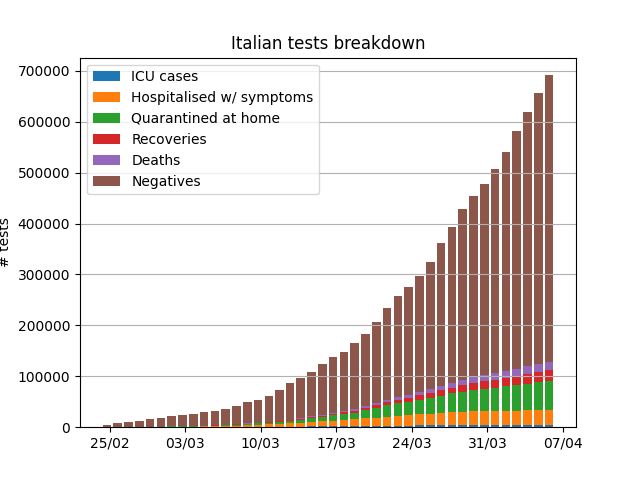 Italian tests breakdown
700000
600000
500000
400000
300000
200000
100000
0
# tests
ICU cases
Hospitalised w/ symptoms
Quarantined at home
Recoveries
Deaths
Negatives
25/02
03/03
10/03
17/03
24/03
31/03
07/04